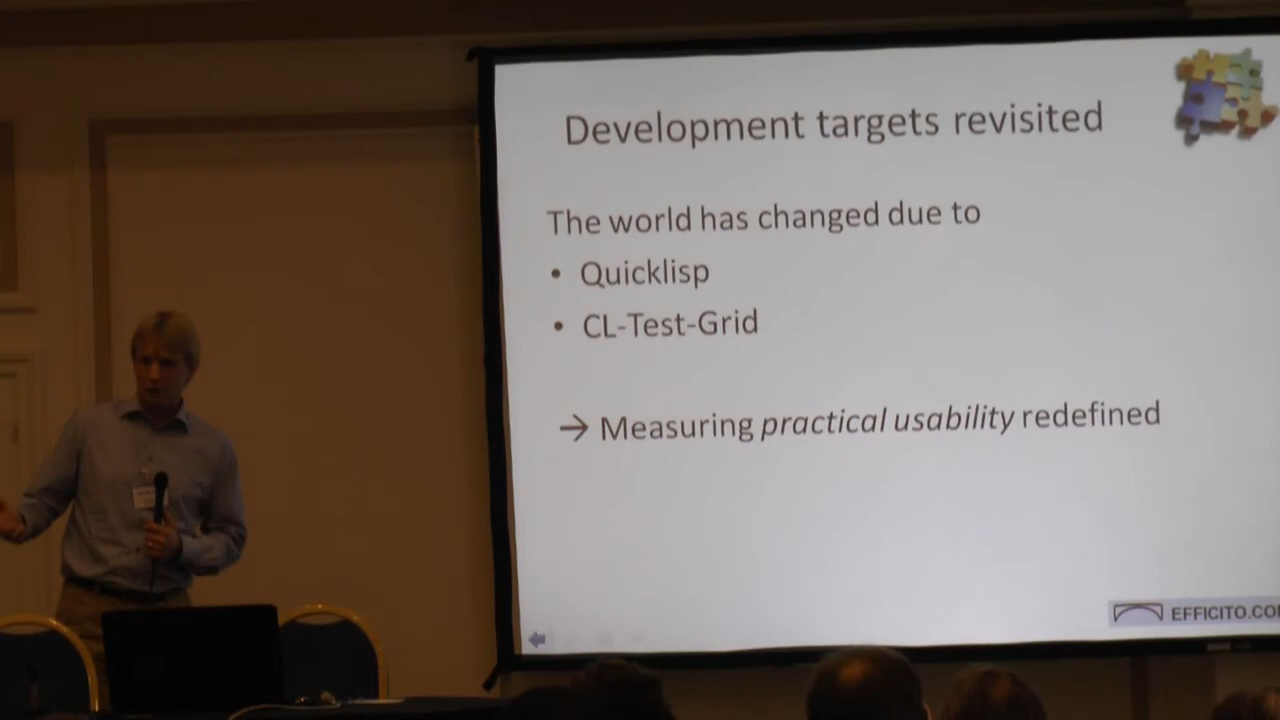 Development targets revisited
The world has changed due to
• Quicklisp
• CL-Test-Grid
→ Measuring practical usability redefined
EFFICITO.CO